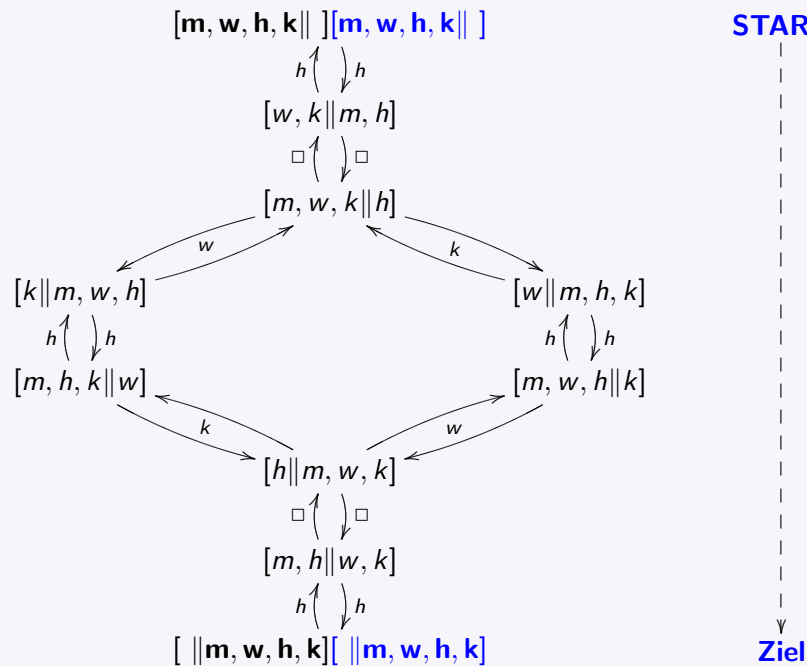 [m, w, h, k‖ ][m, w, h, k‖ ] STAR
h h
[w, k‖m, h]
□ □
[m, w, k‖h]
w k
[k‖m, w, h] [w‖m, h, k]
h h h h
[m, h, k‖w] [m, w, h‖k]
k w
[h‖m, w, k]
□ □
[m, h‖w, k]
h h
[ ‖m, w, h, k][ ‖m, w, h, k] Ziel